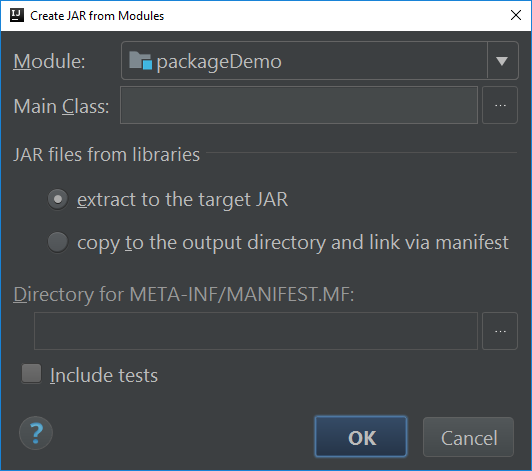 Create JAR from Modules
Module: packageDemo
Main Class: ...
JAR files from libraries
extract to the target JAR
copy to the output directory and link via manifest
Directory for META-INF/MANIFEST.MF:
...
Include tests
? OK Cancel